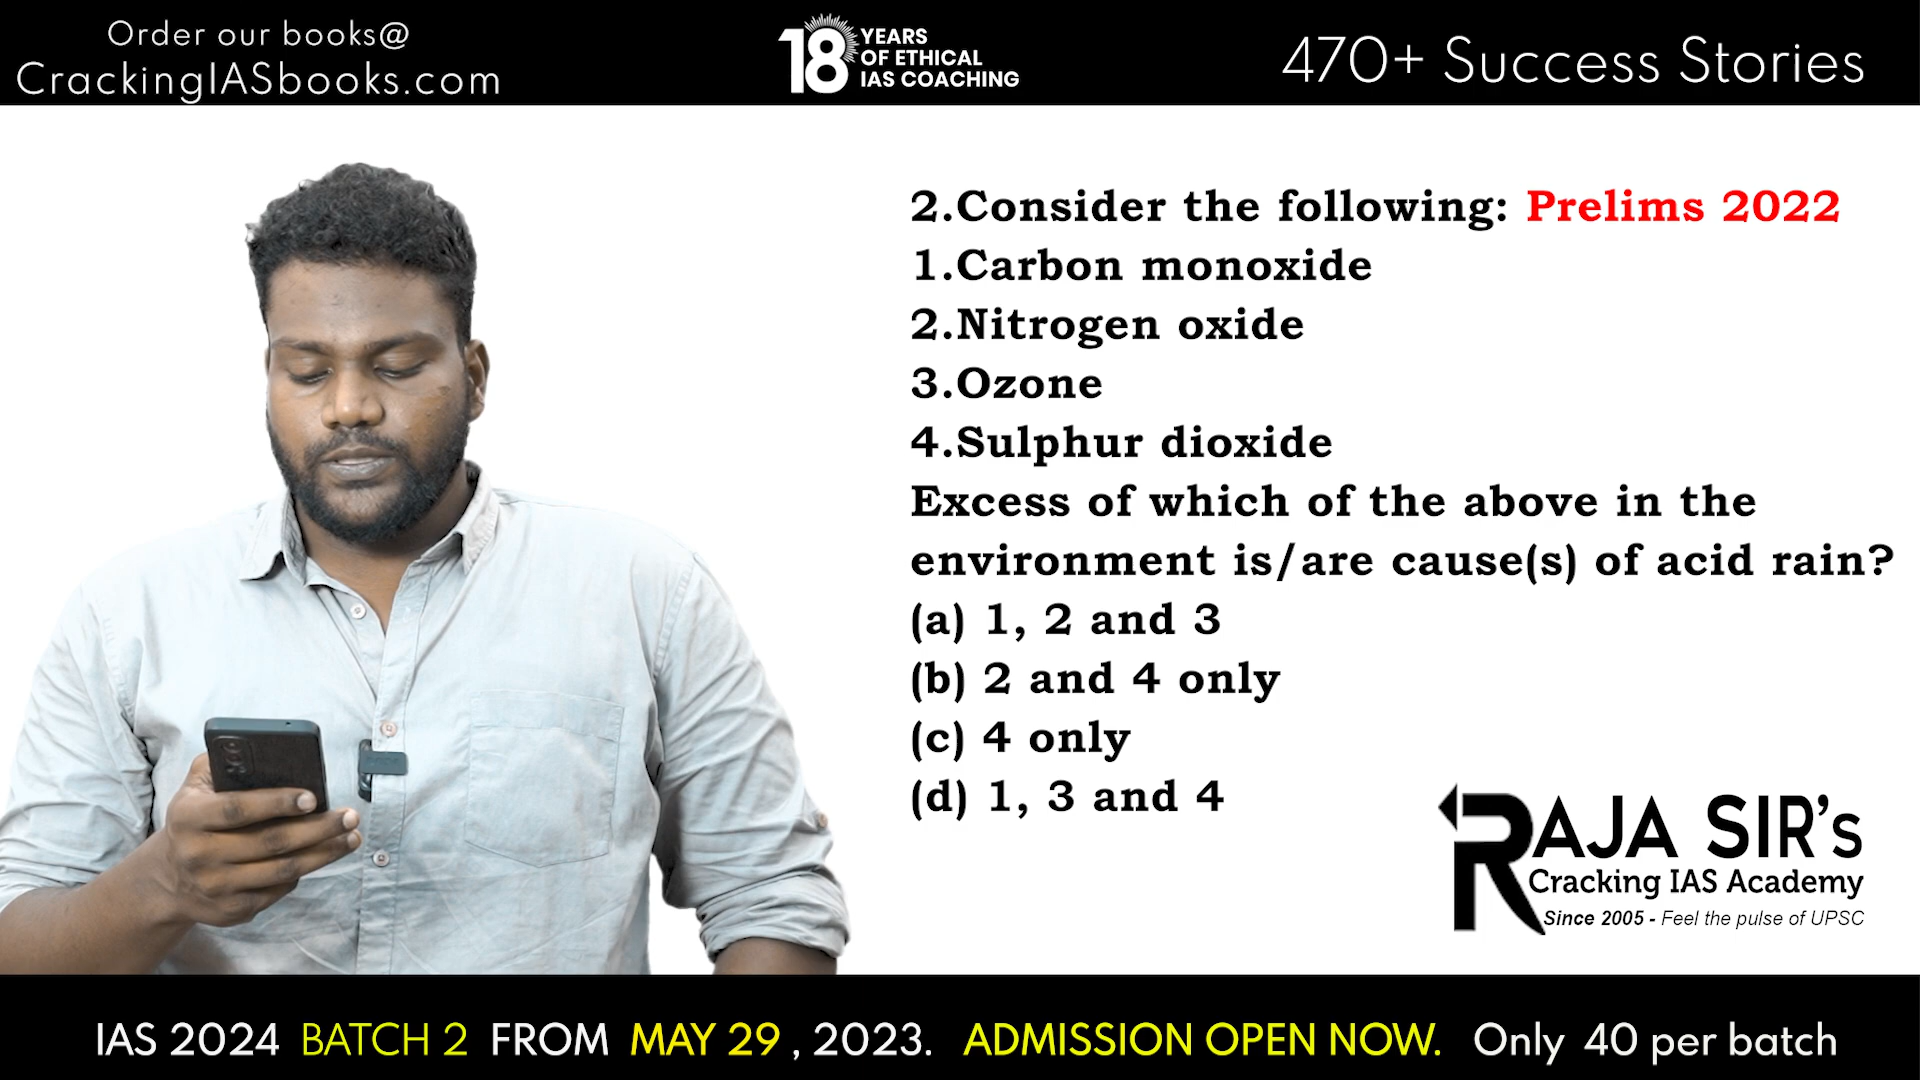 Order our books@
CrackingIASbooks.com
18 YEARS
OF ETHICAL
IAS COACHING
470+ Success Stories
2.Consider the following: Prelims 2022
1.Carbon monoxide
2.Nitrogen oxide
3.Ozone
4.Sulphur dioxide
Excess of which of the above in the
environment is/are cause(s) of acid rain?
(a) 1, 2 and 3
(b) 2 and 4 only
(c) 4 only
(d) 1, 3 and 4
RAJA SIR's
Cracking IAS Academy
Since 2005 - Feel the pulse of UPSC
IAS 2024 BATCH 2 FROM MAY 29 , 2023. ADMISSION OPEN NOW. Only 40 per batch